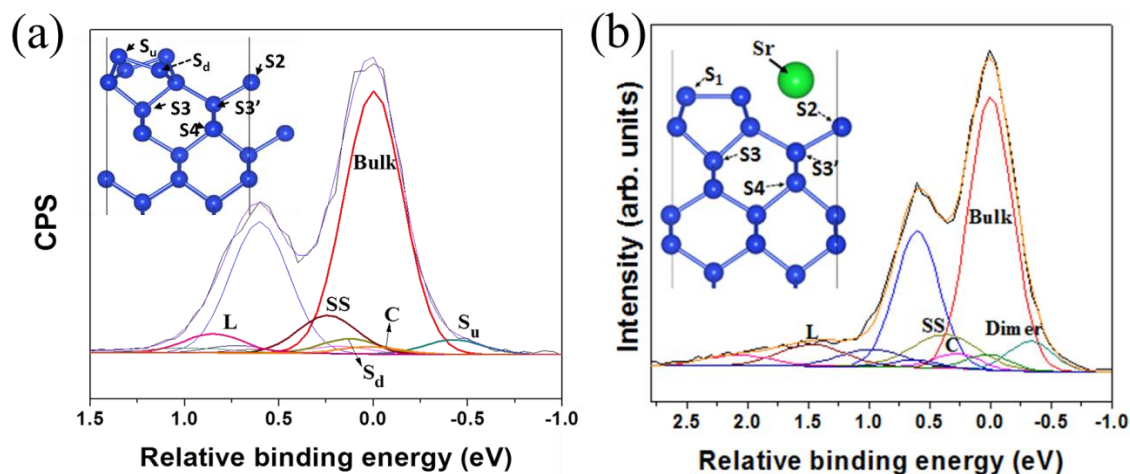 (a)
Su
Sd
S2
S3
S3'
S4
Bulk
L
SS
C
Su
Sd
CPS
1.5 1.0 0.5 0.0 -0.5 -1.0
Relative binding energy (eV)
(b)
Sr
S1
S2
S3
S3'
S4
Bulk
L
SS
C
Dimer
Intensity (arb. units)
2.5 2.0 1.5 1.0 0.5 0.0 -0.5 -1.0
Relative binding energy (eV)